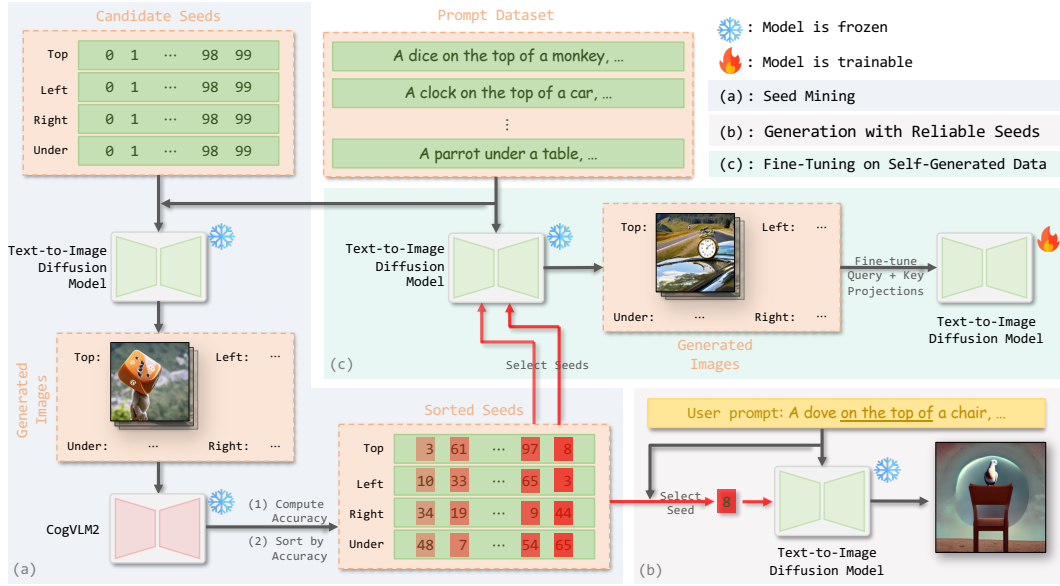 Candidate Seeds
Top 0 1 ... 98 99
Left 0 1 ... 98 99
Right 0 1 ... 98 99
Under 0 1 ... 98 99
Prompt Dataset
A dice on the top of a monkey, ...
A clock on the top of a car, ...
⋮
A parrot under a table, ...
: Model is frozen
: Model is trainable
(a): Seed Mining
(b): Generation with Reliable Seeds
(c): Fine-Tuning on Self-Generated Data
Text-to-Image
Diffusion
Model
Generated
Images
Top:
Left: ...
Under: ...
Right: ...
CogVLM2
(1) Compute
Accuracy
(2) Sort by
Accuracy
(a)
Sorted Seeds
Top 3 61 ... 97 8
Left 10 33 ... 65 3
Right 34 19 ... 9 44
Under 48 7 ... 54 65
Text-to-Image
Diffusion
Model
Top:
Left: ...
Under: ...
Right: ...
Generated
Images
Select Seeds
Fine-tune
Query + Key
Projections
Text-to-Image
Diffusion Model
(c)
User prompt: A dove on the top of a chair, ...
Select
Seed
8
Text-to-Image
Diffusion Model
(b)